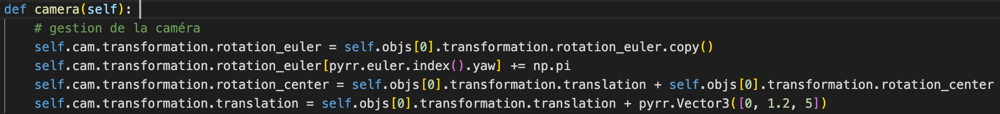 def camera(self):
    # gestion de la caméra
    self.cam.transformation.rotation_euler = self.objs[0].transformation.rotation_euler.copy()
    self.cam.transformation.rotation_euler[pyrr.euler.index().yaw] += np.pi
    self.cam.transformation.rotation_center = self.objs[0].transformation.translation + self.objs[0].transformation.rotation_center
    self.cam.transformation.translation = self.objs[0].transformation.translation + pyrr.Vector3([0, 1.2, 5])